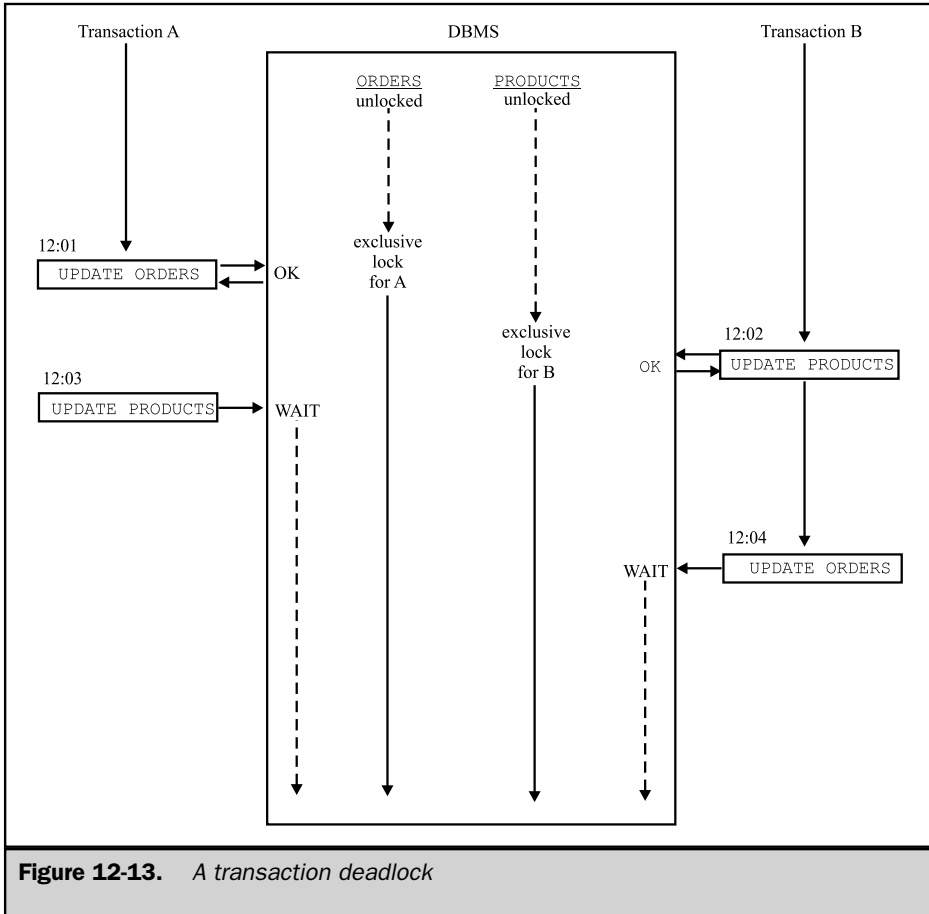 Transaction A
DBMS
Transaction B
ORDERS
unlocked
PRODUCTS
unlocked
12:01
UPDATE ORDERS
OK
exclusive
lock
for A
exclusive
lock
for B
12:02
UPDATE PRODUCTS
OK
12:03
UPDATE PRODUCTS
WAIT
12:04
UPDATE ORDERS
WAIT
Figure 12-13. A transaction deadlock